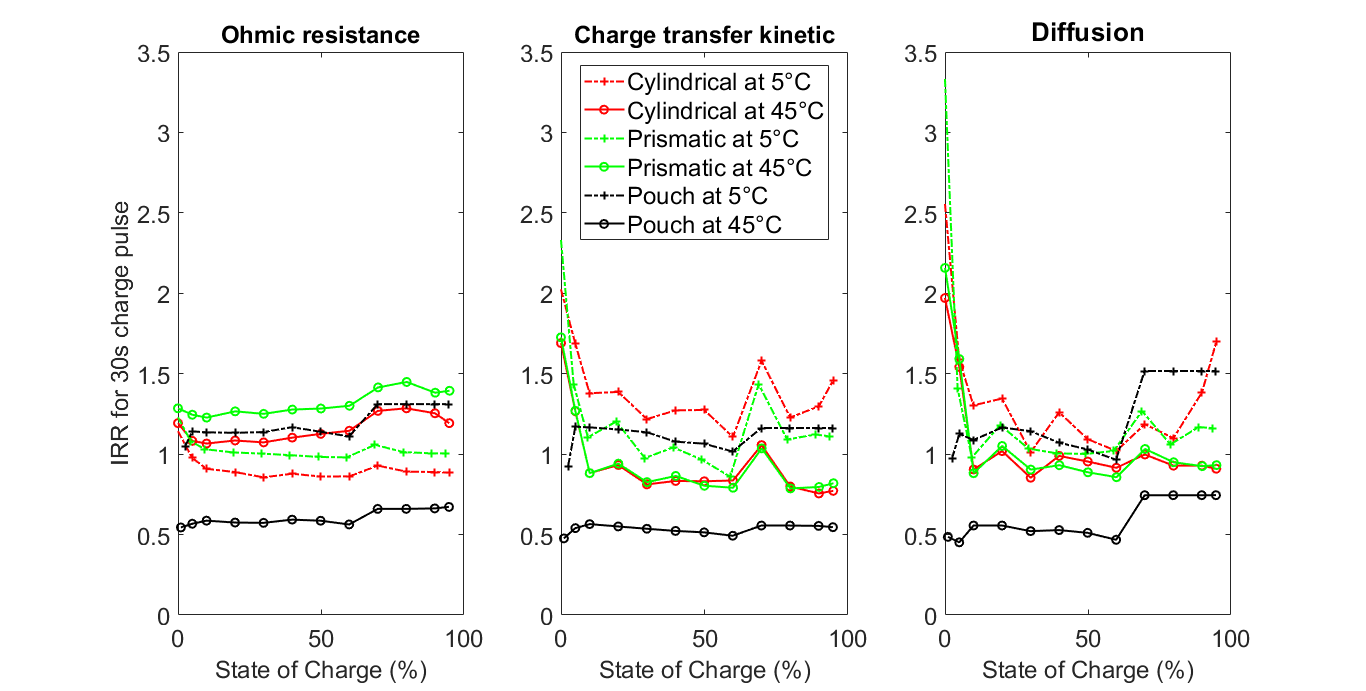 Ohmic resistance
Charge transfer kinetic
Diffusion
IRR for 30s charge pulse
3.5
3
2.5
2
1.5
1
0.5
0
0
50
100
State of Charge (%)
3.5
3
2.5
2
1.5
1
0.5
0
0
50
100
State of Charge (%)
Cylindrical at 5°C
Cylindrical at 45°C
Prismatic at 5°C
Prismatic at 45°C
Pouch at 5°C
Pouch at 45°C
3.5
3
2.5
2
1.5
1
0.5
0
0
50
100
State of Charge (%)